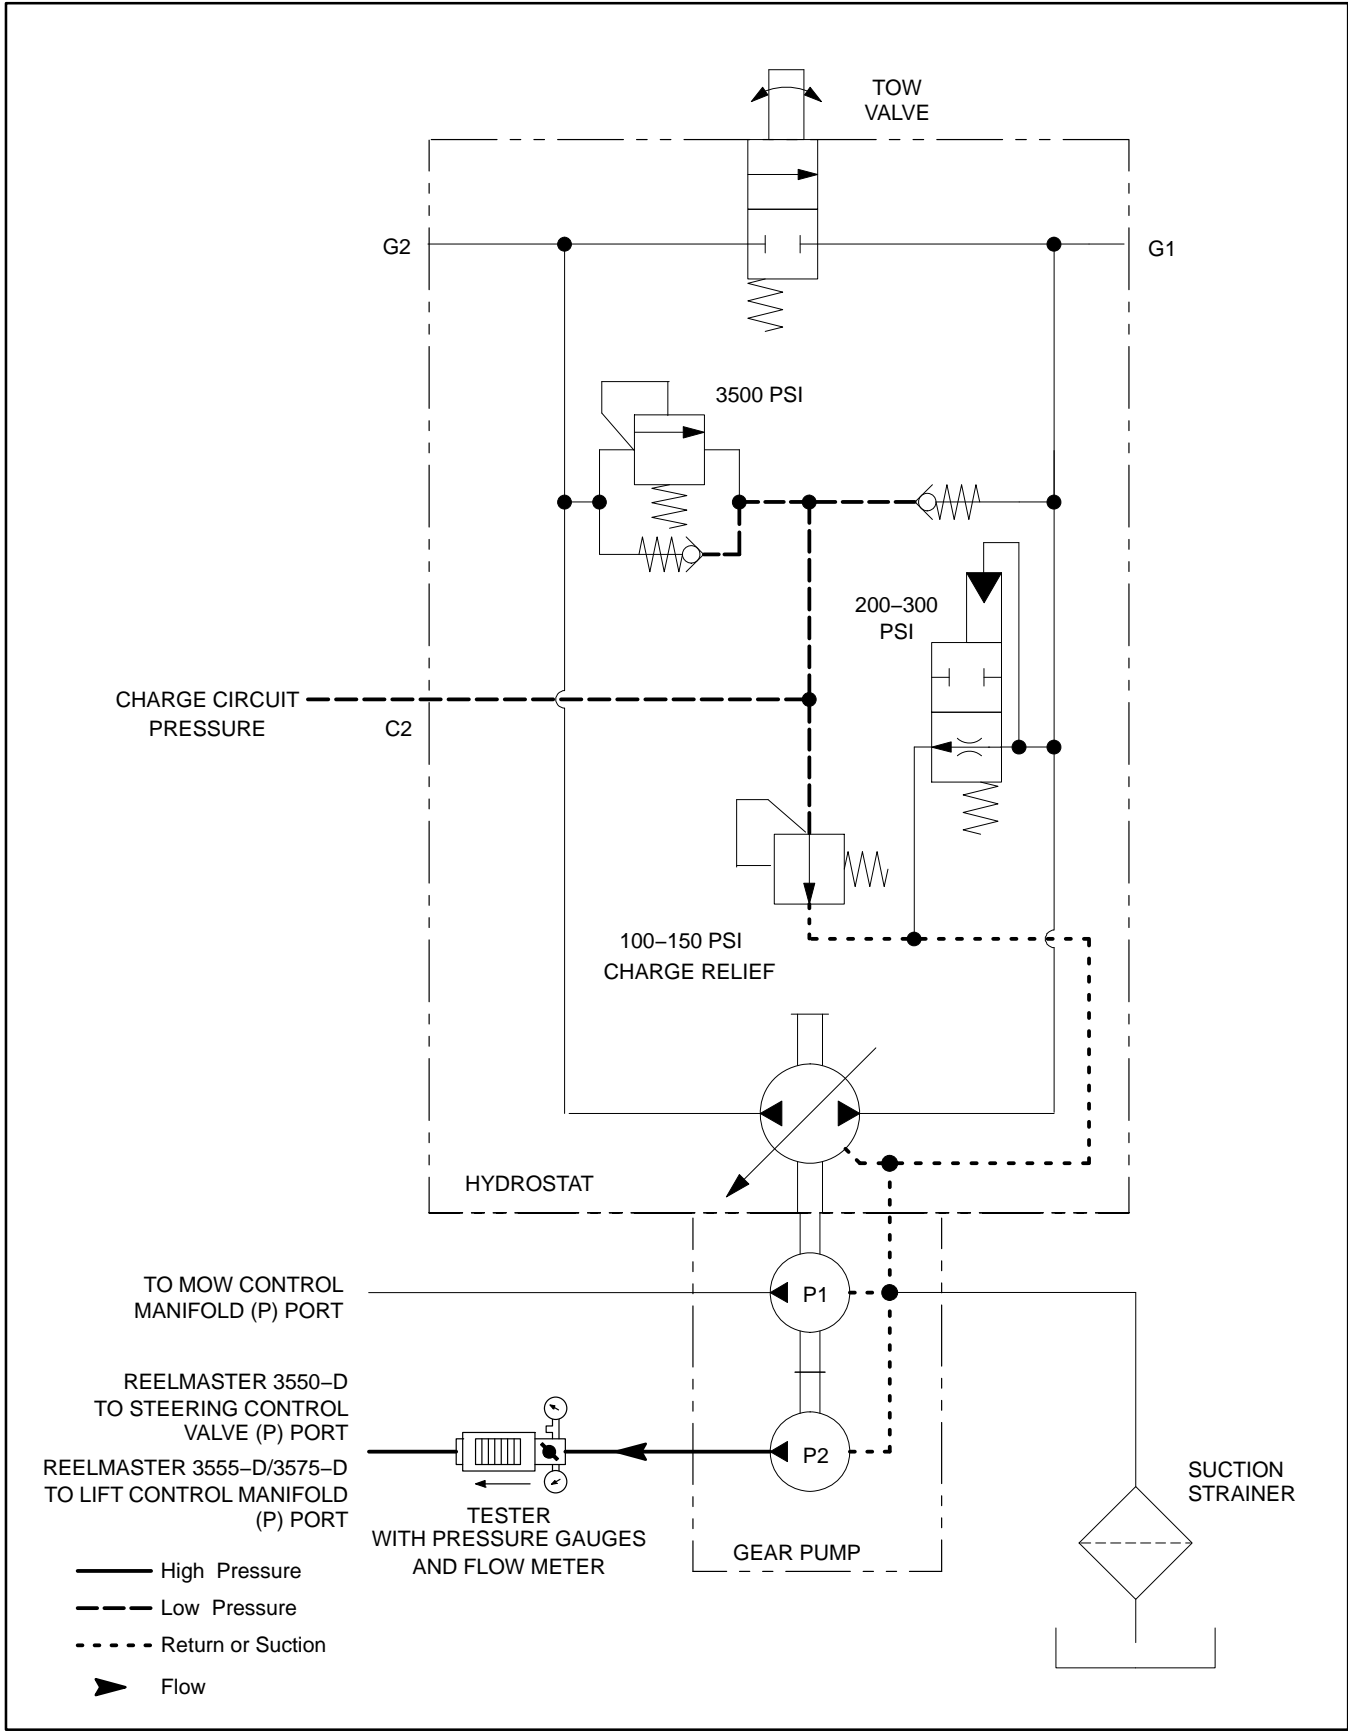 TOW
VALVE
G2
G1
3500 PSI
200–300
PSI
CHARGE CIRCUIT
PRESSURE
C2
100–150 PSI
CHARGE RELIEF
HYDROSTAT
TO MOW CONTROL
MANIFOLD (P) PORT
P1
REELMASTER 3550–D
TO STEERING CONTROL
VALVE (P) PORT
REELMASTER 3555–D/3575–D
TO LIFT CONTROL MANIFOLD
(P) PORT
P2
TESTER
WITH PRESSURE GAUGES
AND FLOW METER
GEAR PUMP
SUCTION
STRAINER
High Pressure
Low Pressure
Return or Suction
Flow